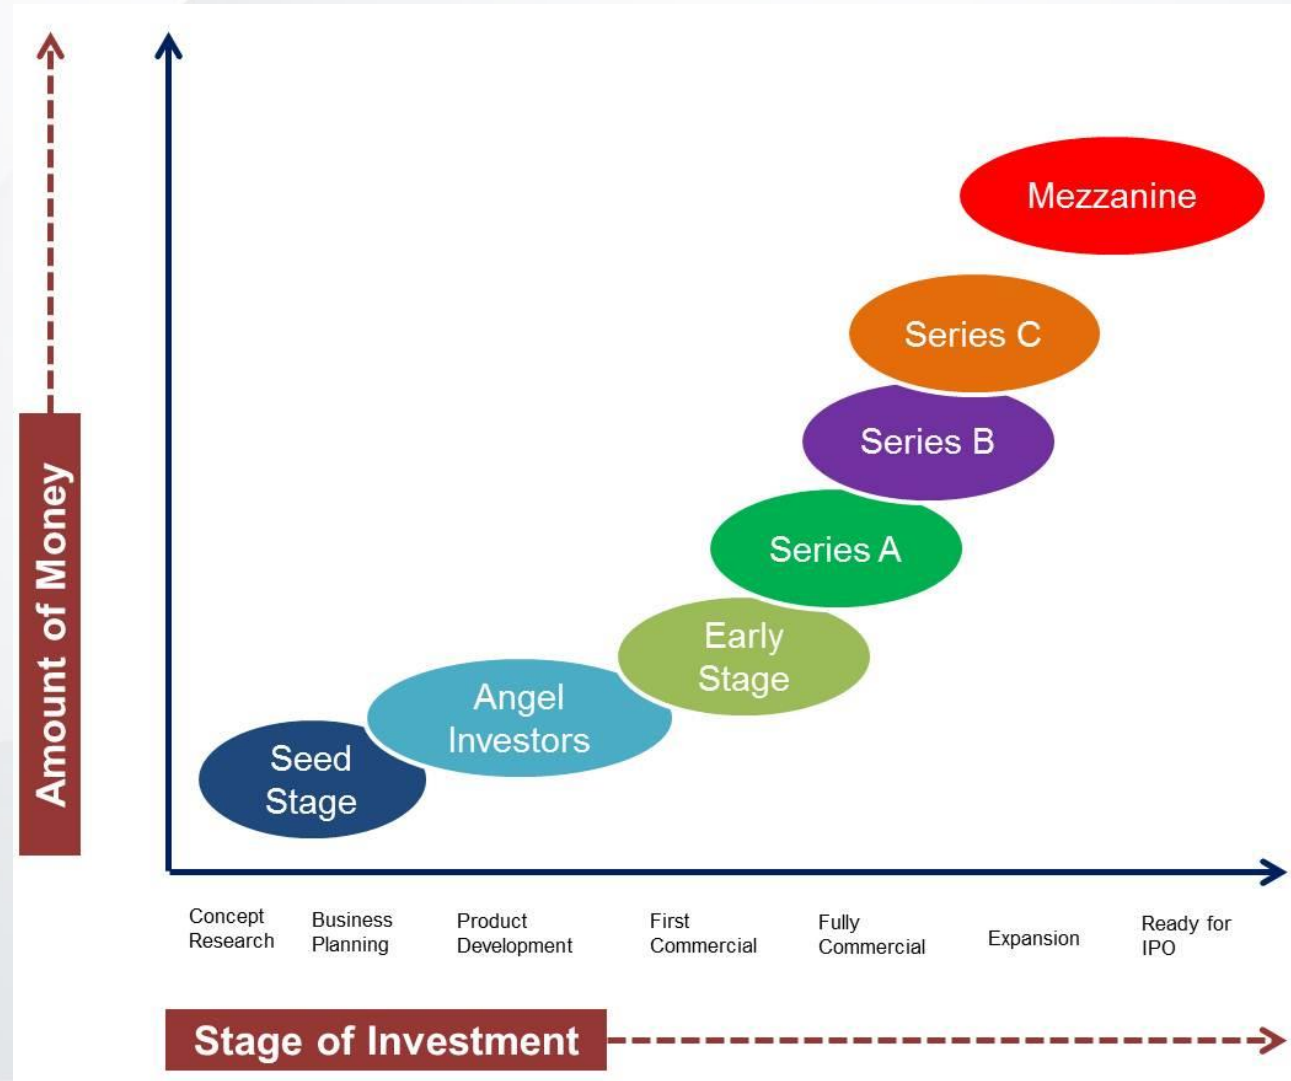 Amount of Money
Mezzanine
Series C
Series B
Series A
Early
Stage
Angel
Investors
Seed
Stage
Concept
Research
Business
Planning
Product
Development
First
Commercial
Fully
Commercial
Expansion
Ready for
IPO
Stage of Investment